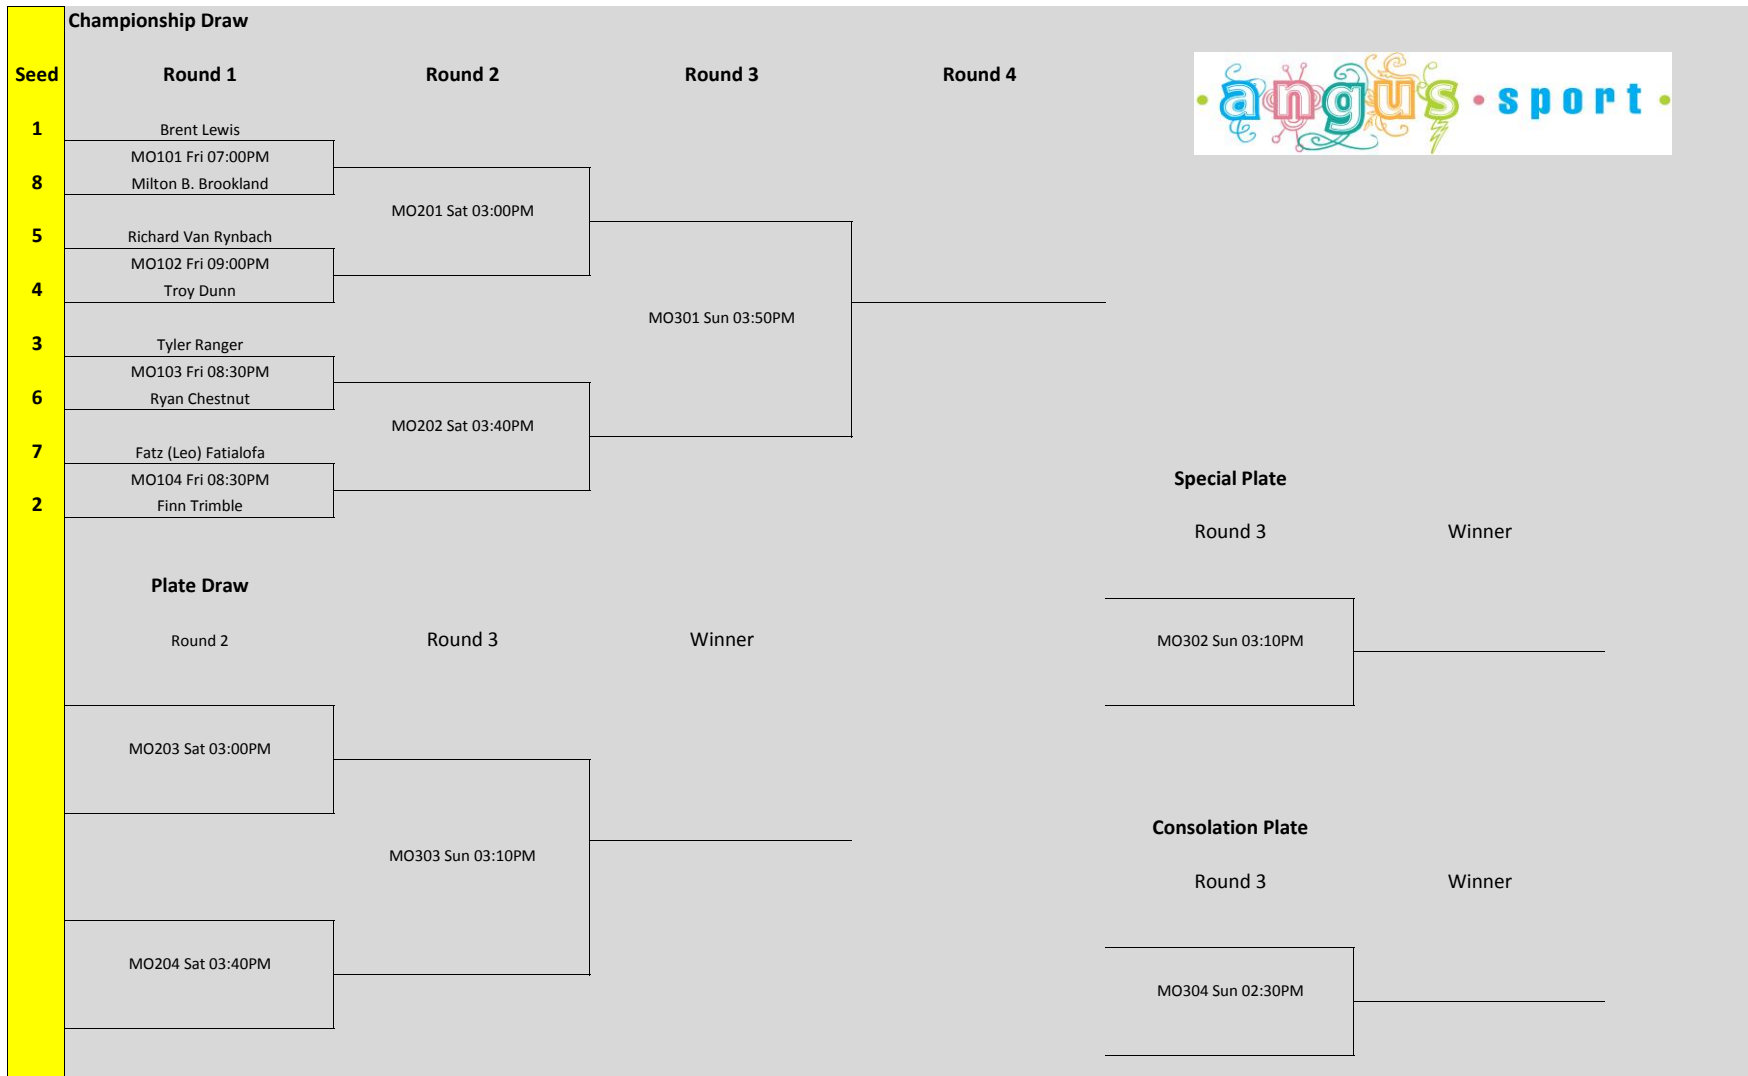 Championship Draw
Seed Round 1 Round 2 Round 3 Round 4
angus • sport •
1 Brent Lewis
MO101 Fri 07:00PM
8 Milton B. Brookland
MO201 Sat 03:00PM
5 Richard Van Rynbach
MO102 Fri 09:00PM
4 Troy Dunn
MO301 Sun 03:50PM
3 Tyler Ranger
MO103 Fri 08:30PM
6 Ryan Chestnut
MO202 Sat 03:40PM
7 Fatz (Leo) Fatialofa
MO104 Fri 08:30PM
2 Finn Trimble
Special Plate
Round 3 Winner
MO302 Sun 03:10PM
Plate Draw
Round 2 Round 3 Winner
MO203 Sat 03:00PM
MO303 Sun 03:10PM
MO204 Sat 03:40PM
Consolation Plate
Round 3 Winner
MO304 Sun 02:30PM